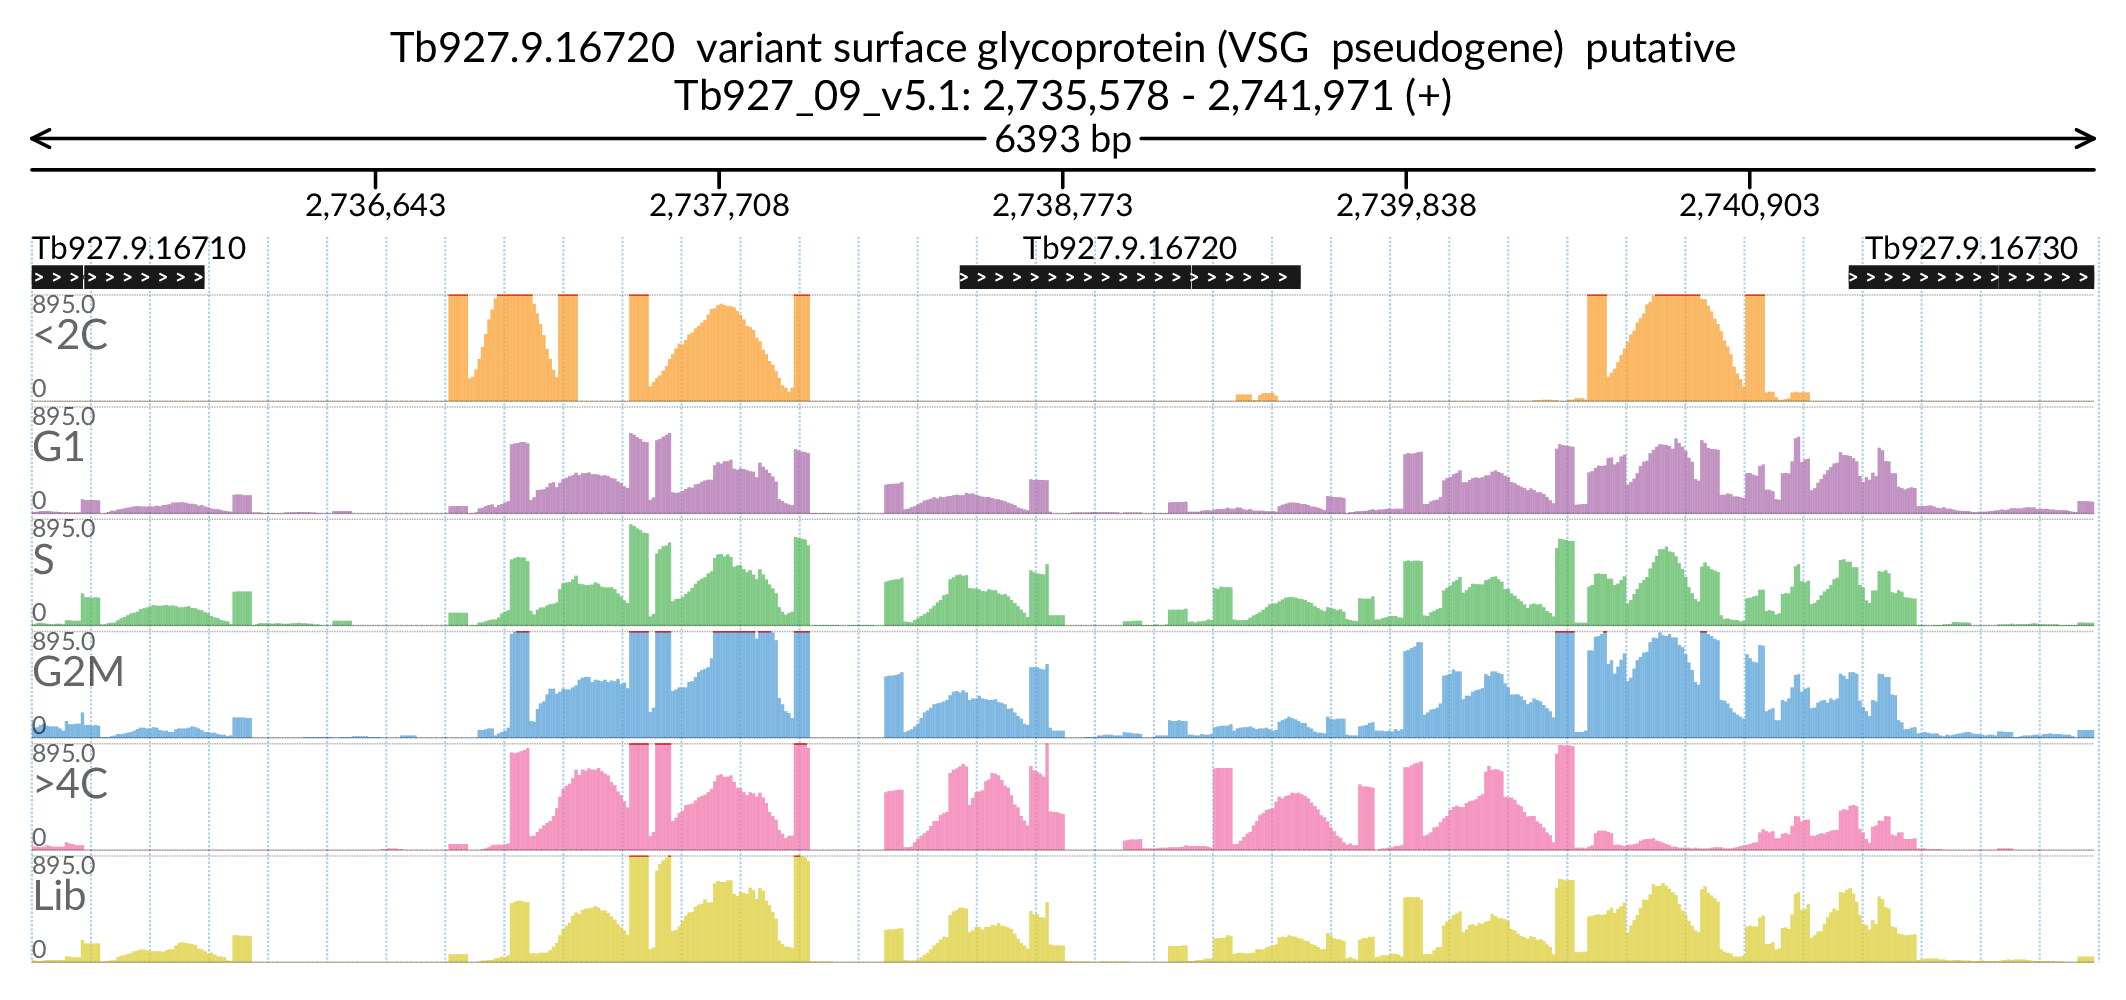 Tb927.9.16720  variant surface glycoprotein (VSG  pseudogene)  putative
Tb927_09_v5.1: 2,735,578 - 2,741,971 (+)
6393 bp
2,736,643 2,737,708 2,738,773 2,739,838 2,740,903
Tb927.9.16710 Tb927.9.16720 Tb927.9.16730
895.0
<2C
0
895.0
G1
0
895.0
S
0
895.0
G2M
0
895.0
>4C
0
895.0
Lib
0